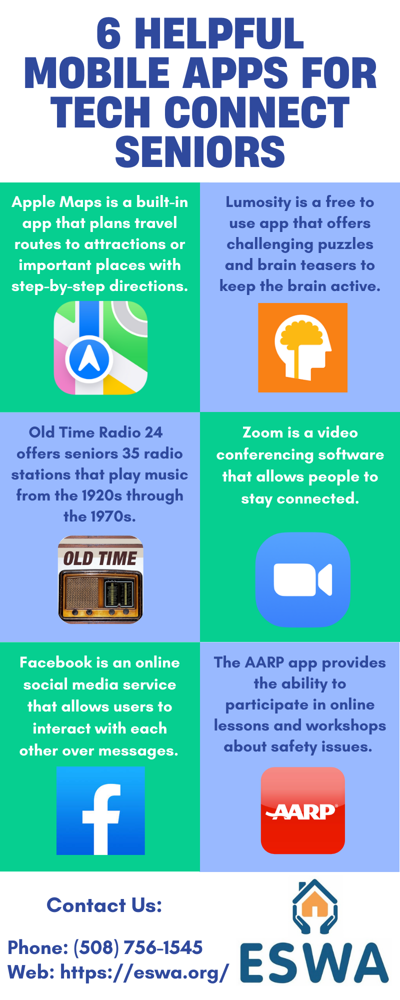 6 HELPFUL
MOBILE APPS FOR
TECH CONNECT
SENIORS
Apple Maps is a built-in
app that plans travel
routes to attractions or
important places with
step-by-step directions.
Lumosity is a free to
use app that offers
challenging puzzles
and brain teasers to
keep the brain active.
Old Time Radio 24
offers seniors 35 radio
stations that play music
from the 1920s through
the 1970s.
OLD TIME
Zoom is a video
conferencing software
that allows people to
stay connected.
Facebook is an online
social media service
that allows users to
interact with each
other over messages.
f
The AARP app provides
the ability to
participate in online
lessons and workshops
about safety issues.
AARP®
Contact Us:
Phone: (508) 756-1545
Web: https://eswa.org/
ESWA